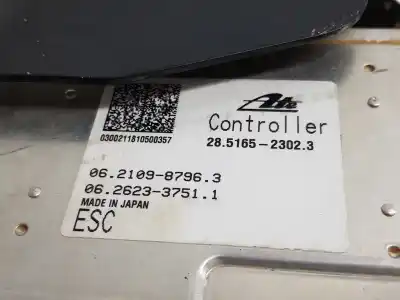 Ate
Controller
0300211810500357
28.5165-2302.3
06.2109-8796.3
06.2623-3751.1
MADE IN JAPAN
ESC